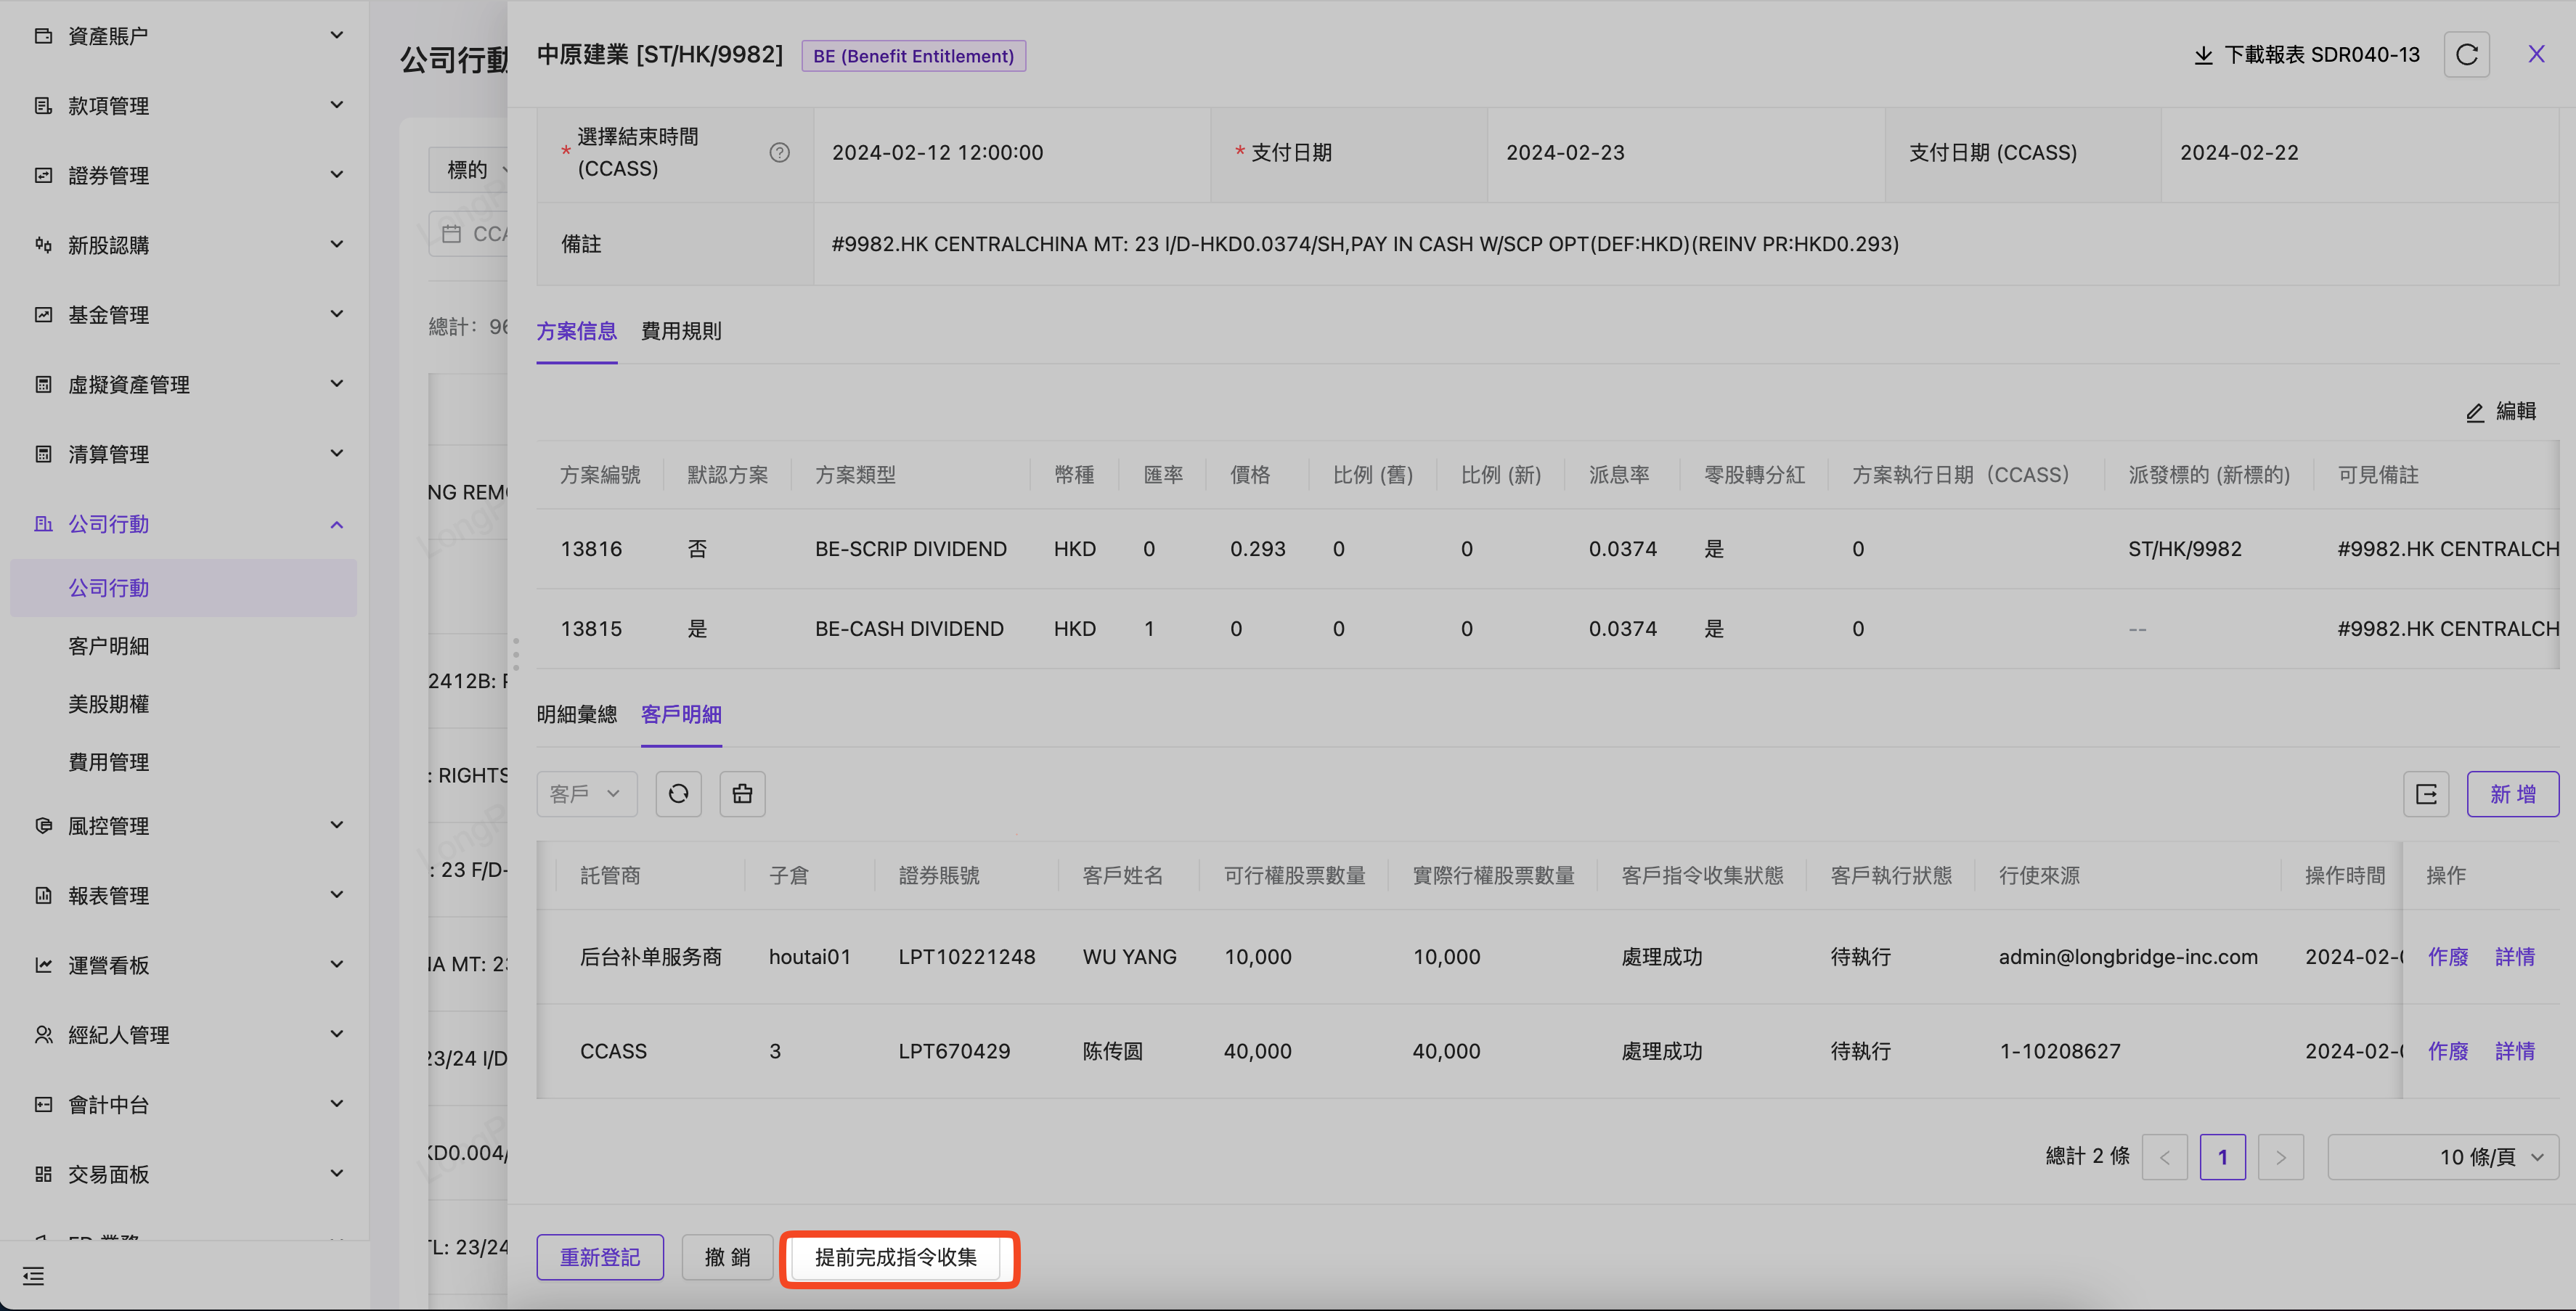 資產賬户
款項管理
證券管理
新股認購
基金管理
虛擬資產管理
清算管理
公司行動
公司行動
客户明細
美股期權
費用管理
風控管理
報表管理
運營看板
經紀人管理
會計中台
交易面板
公司行動
標的
CCA
總計: 96
NG REM
2412B:
: RIGHTS
: 23 F/D-
IA MT: 23
23/24 I/D
KD0.004/
TL: 23/24
中原建業 [ST/HK/9982] BE (Benefit Entitlement) 下載報表 SDR040-13
* 選擇結束時間 (CCASS) 2024-02-12 12:00:00 * 支付日期 2024-02-23 支付日期 (CCASS) 2024-02-22
備註 #9982.HK CENTRALCHINA MT: 23 I/D-HKD0.0374/SH,PAY IN CASH W/SCP OPT(DEF:HKD)(REINV PR:HKD0.293)
方案信息 費用規則
編輯
方案編號 默認方案 方案類型 幣種 匯率 價格 比例 (舊) 比例 (新) 派息率 零股轉分紅 方案執行日期（CCASS） 派發標的 (新標的) 可見備註
13816 否 BE-SCRIP DIVIDEND HKD 0 0.293 0 0 0.0374 是 0 ST/HK/9982 #9982.HK CENTRALCH
13815 是 BE-CASH DIVIDEND HKD 1 0 0 0 0.0374 是 0 -- #9982.HK CENTRALCH
明細彙總 客戶明細
客戶 新 增
託管商 子倉 證券賬號 客戶姓名 可行權股票數量 實際行權股票數量 客戶指令收集狀態 客戶執行狀態 行使來源 操作時間 操作
后台补单服务商 houtai01 LPT10221248 WU YANG 10,000 10,000 處理成功 待執行 admin@longbridge-inc.com 2024-02-0 作廢 詳情
CCASS 3 LPT670429 陈传圆 40,000 40,000 處理成功 待執行 1-10208627 2024-02-0 作廢 詳情
總計 2 條 < 1 > 10 條/頁
重新登記 撤 銷 提前完成指令收集